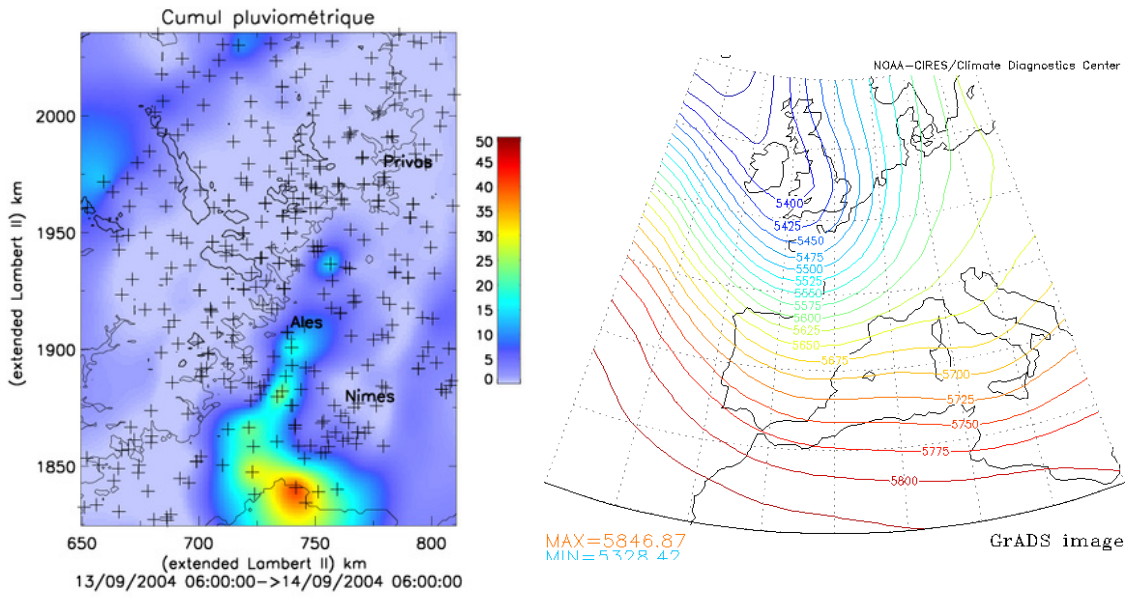 Cumul pluviométrique
2000
1950
1900
1850
(extended Lambert II) km
Privas
Ales
Nimes
50
45
40
35
30
25
20
15
10
5
0
650 700 750 800
(extended Lambert II) km
13/09/2004 06:00:00->14/09/2004 06:00:00
NOAA-CIRES/Climate Diagnostics Center
5400
5425
5450
5475
5500
5525
5550
5575
5600
5625
5650
5675
5700
5725
5750
5775
5800
MAX=5846.87
MIN=5328.42
GrADS image